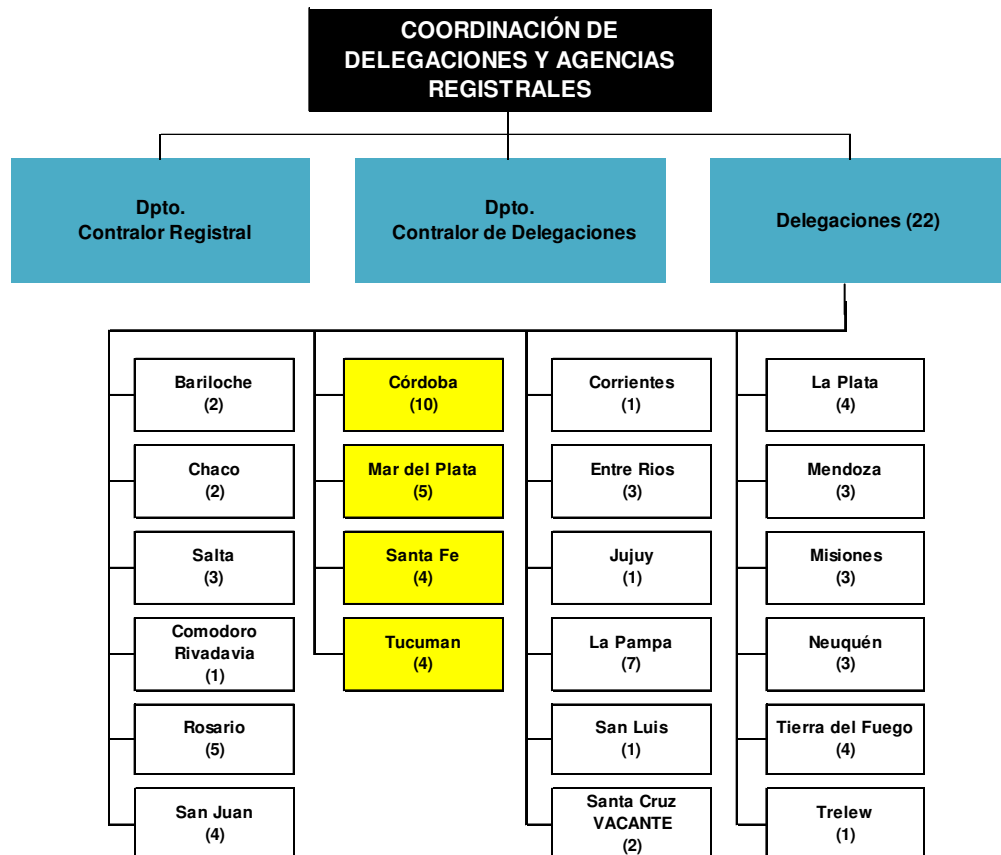 COORDINACIÓN DE
DELEGACIONES Y AGENCIAS
REGISTRALES
Dpto.
Contralor Registral
Dpto.
Contralor de Delegaciones
Delegaciones (22)
Bariloche
(2)
Chaco
(2)
Salta
(3)
Comodoro
Rivadavia
(1)
Rosario
(5)
San Juan
(4)
Córdoba
(10)
Mar del Plata
(5)
Santa Fe
(4)
Tucuman
(4)
Corrientes
(1)
Entre Rios
(3)
Jujuy
(1)
La Pampa
(7)
San Luis
(1)
Santa Cruz
VACANTE
(2)
La Plata
(4)
Mendoza
(3)
Misiones
(3)
Neuquén
(3)
Tierra del Fuego
(4)
Trelew
(1)